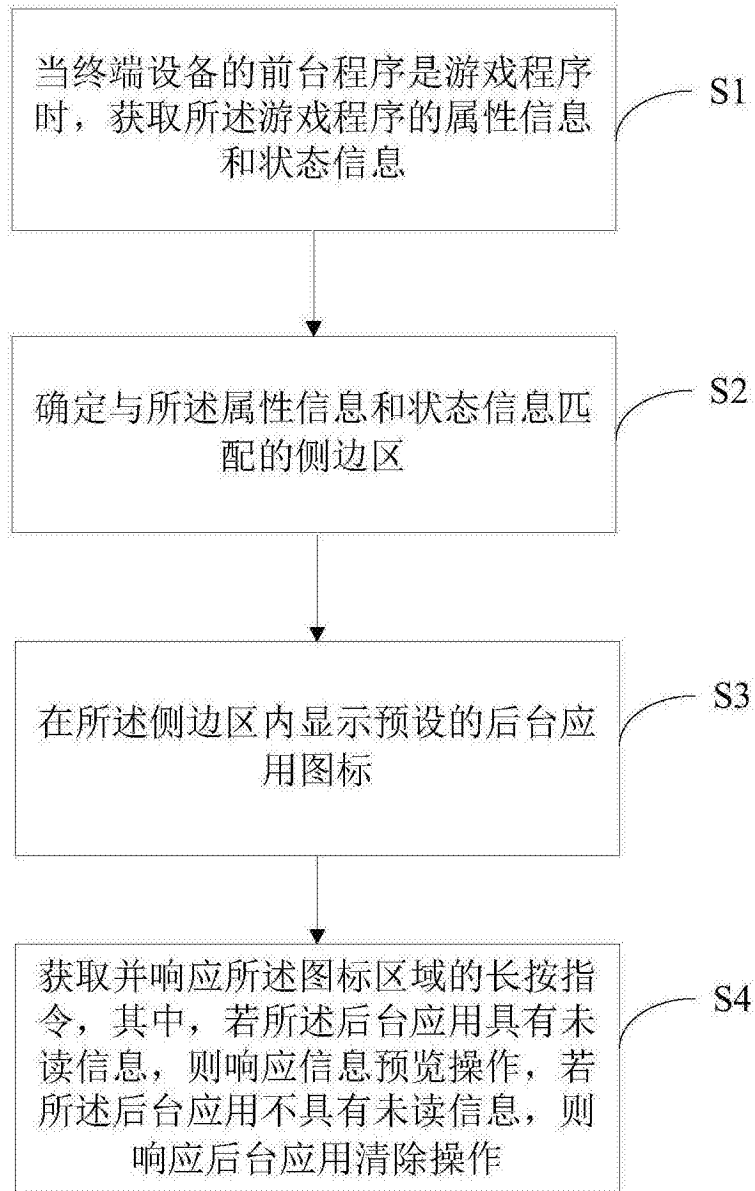 当终端设备的前台程序是游戏程序
时，获取所述游戏程序的属性信息
和状态信息
S1
确定与所述属性信息和状态信息匹
配的侧边区
S2
在所述侧边区内显示预设的后台应
用图标
S3
获取并响应所述图标区域的长按指
令，其中，若所述后台应用具有未
读信息，则响应信息预览操作，若
所述后台应用不具有未读信息，则
响应后台应用清除操作
S4